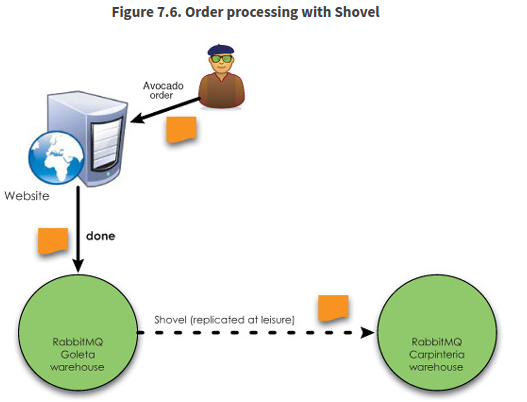 Figure 7.6. Order processing with Shovel
Avocado
order
Website
done
Shovel (replicated at leisure)
RabbitMQ
Goleta
warehouse
RabbitMQ
Carpinteria
warehouse